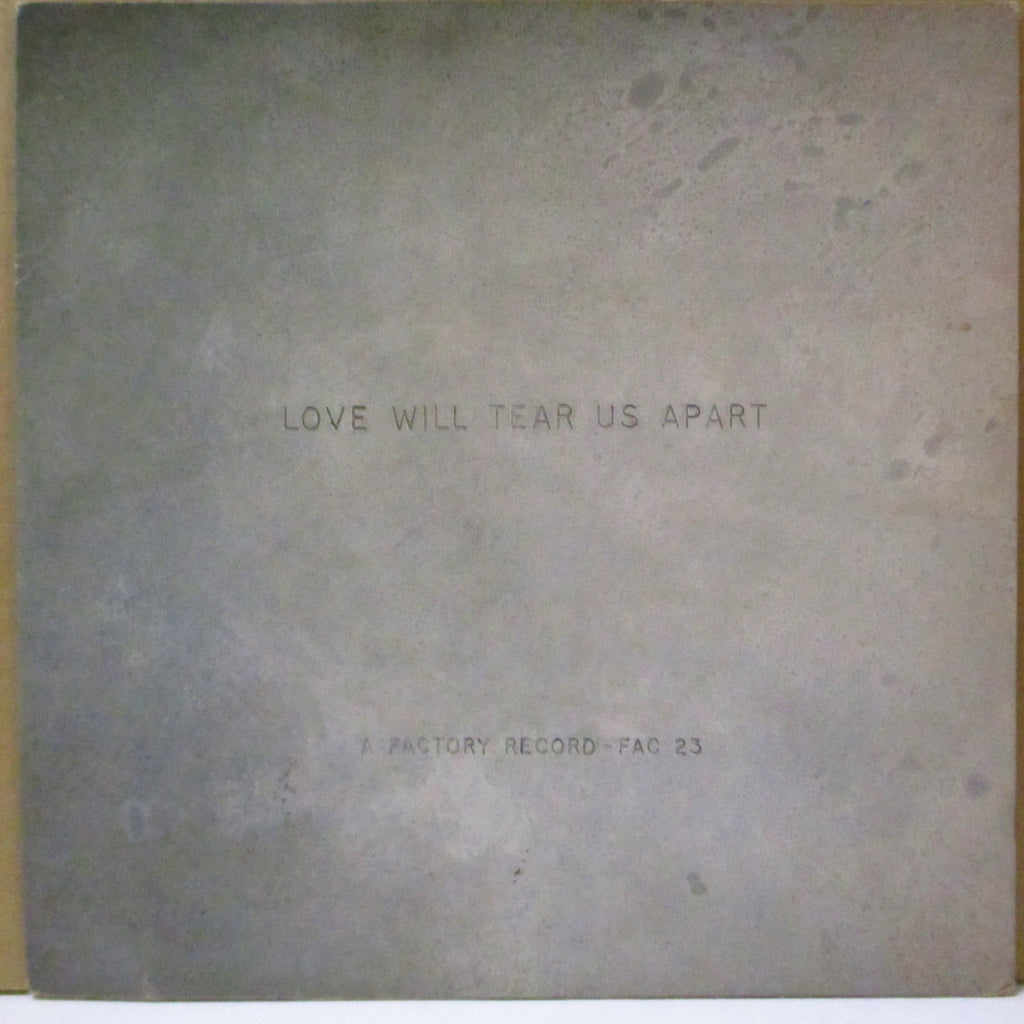 LOVE WILL TEAR US APART
A FACTORY RECORD-FAC 23